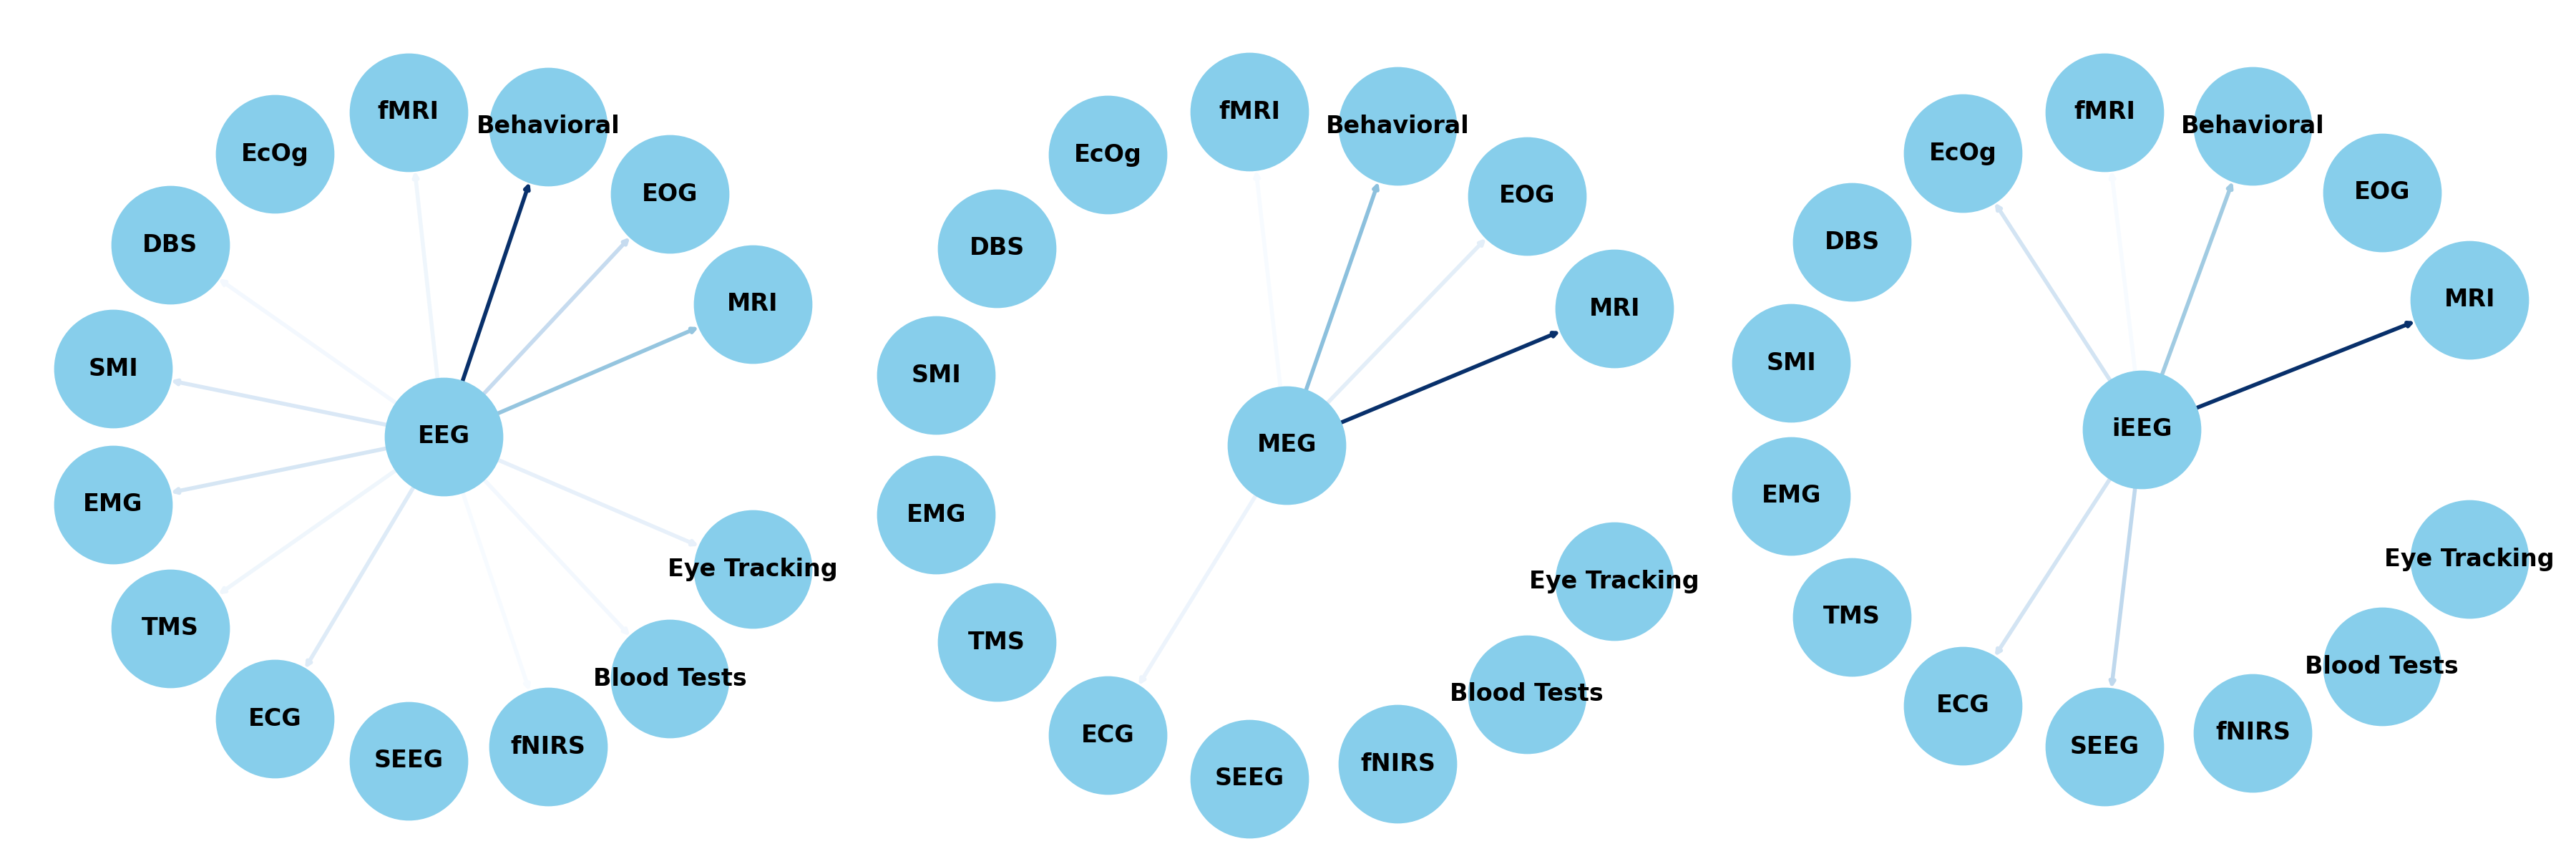 fMRI
Behavioral
EcOg
EOG
DBS
MRI
SMI
EEG
EMG
Eye Tracking
TMS
Blood Tests
ECG
fNIRS
SEEG
fMRI
Behavioral
EcOg
EOG
DBS
MRI
SMI
MEG
EMG
Eye Tracking
TMS
Blood Tests
ECG
fNIRS
SEEG
fMRI
Behavioral
EcOg
EOG
DBS
MRI
SMI
iEEG
EMG
Eye Tracking
TMS
Blood Tests
ECG
fNIRS
SEEG